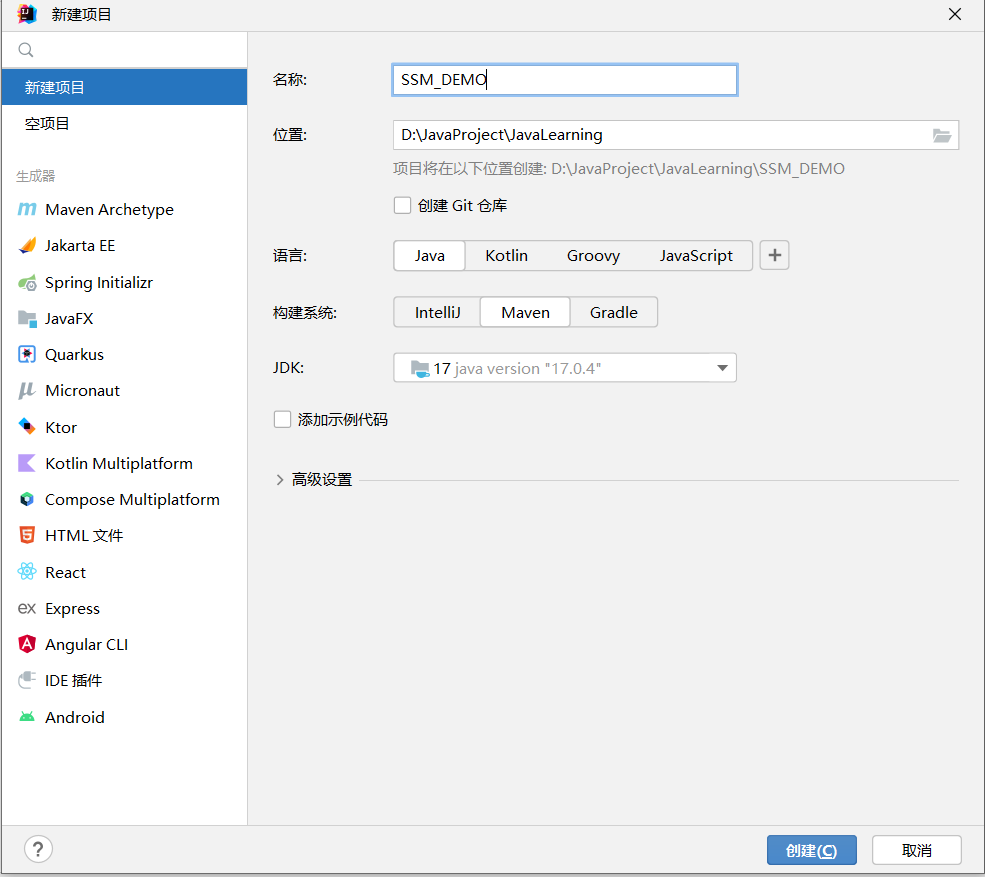 新建项目
新建项目
空项目
生成器
Maven Archetype
Jakarta EE
Spring Initializr
JavaFX
Quarkus
Micronaut
Ktor
Kotlin Multiplatform
Compose Multiplatform
HTML 文件
React
Express
Angular CLI
IDE 插件
Android
名称: SSM_DEMO
位置: D:\JavaProject\JavaLearning
项目将在以下位置创建: D:\JavaProject\JavaLearning\SSM_DEMO
创建 Git 仓库
语言: Java Kotlin Groovy JavaScript +
构建系统: IntelliJ Maven Gradle
JDK: 17 java version "17.0.4"
添加示例代码
高级设置
? 创建(C) 取消